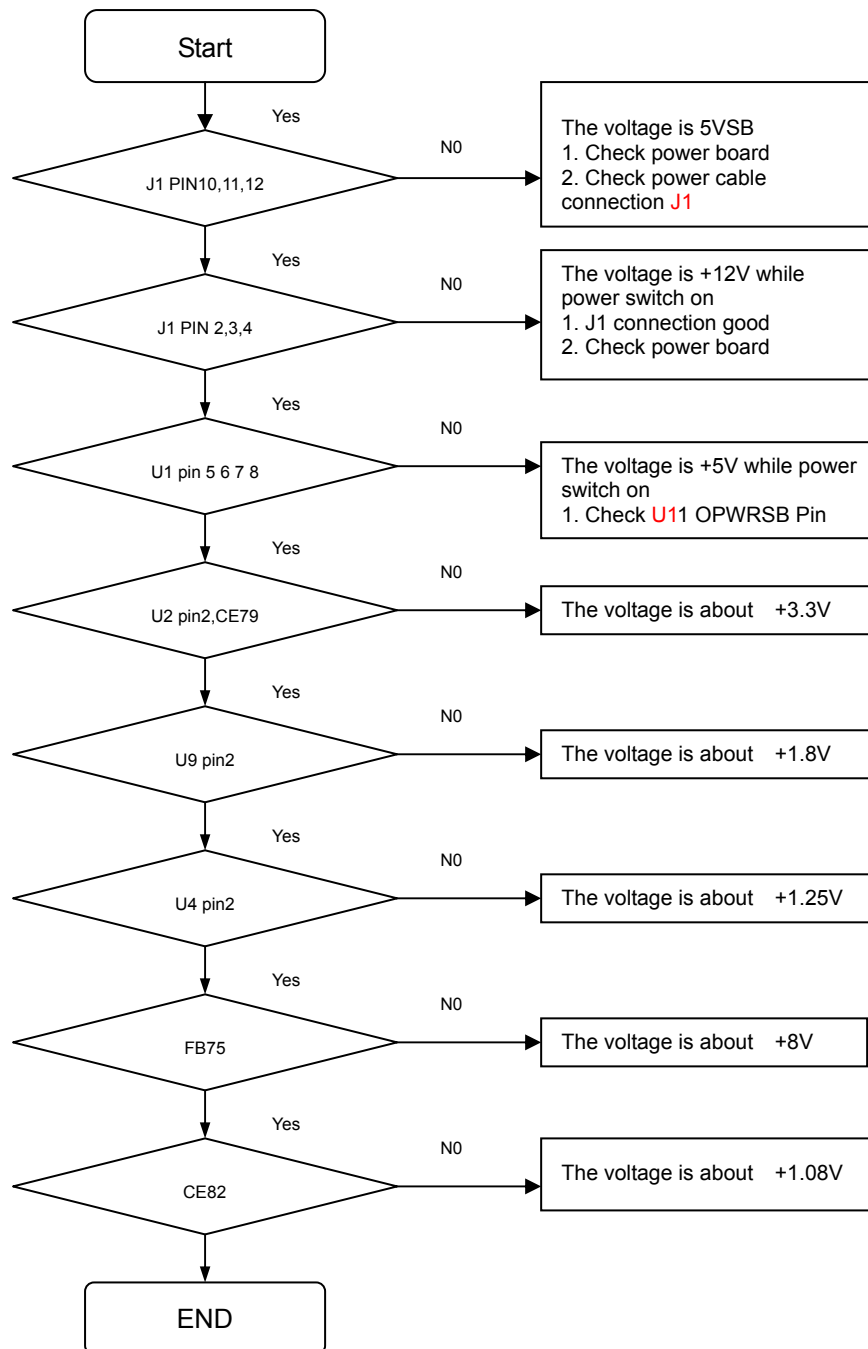 Start
Yes
J1 PIN10,11,12
N0
The voltage is 5VSB
1. Check power board
2. Check power cable
connection J1
Yes
J1 PIN 2,3,4
N0
The voltage is +12V while
power switch on
1. J1 connection good
2. Check power board
Yes
U1 pin 5 6 7 8
N0
The voltage is +5V while power
switch on
1. Check U11 OPWRSB Pin
Yes
U2 pin2,CE79
N0
The voltage is about +3.3V
Yes
U9 pin2
N0
The voltage is about +1.8V
Yes
U4 pin2
N0
The voltage is about +1.25V
Yes
FB75
N0
The voltage is about +8V
Yes
CE82
N0
The voltage is about +1.08V
END